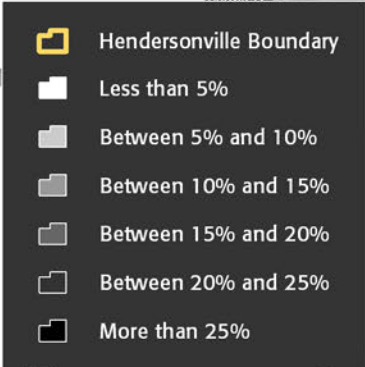 Hendersonville Boundary
Less than 5%
Between 5% and 10%
Between 10% and 15%
Between 15% and 20%
Between 20% and 25%
More than 25%